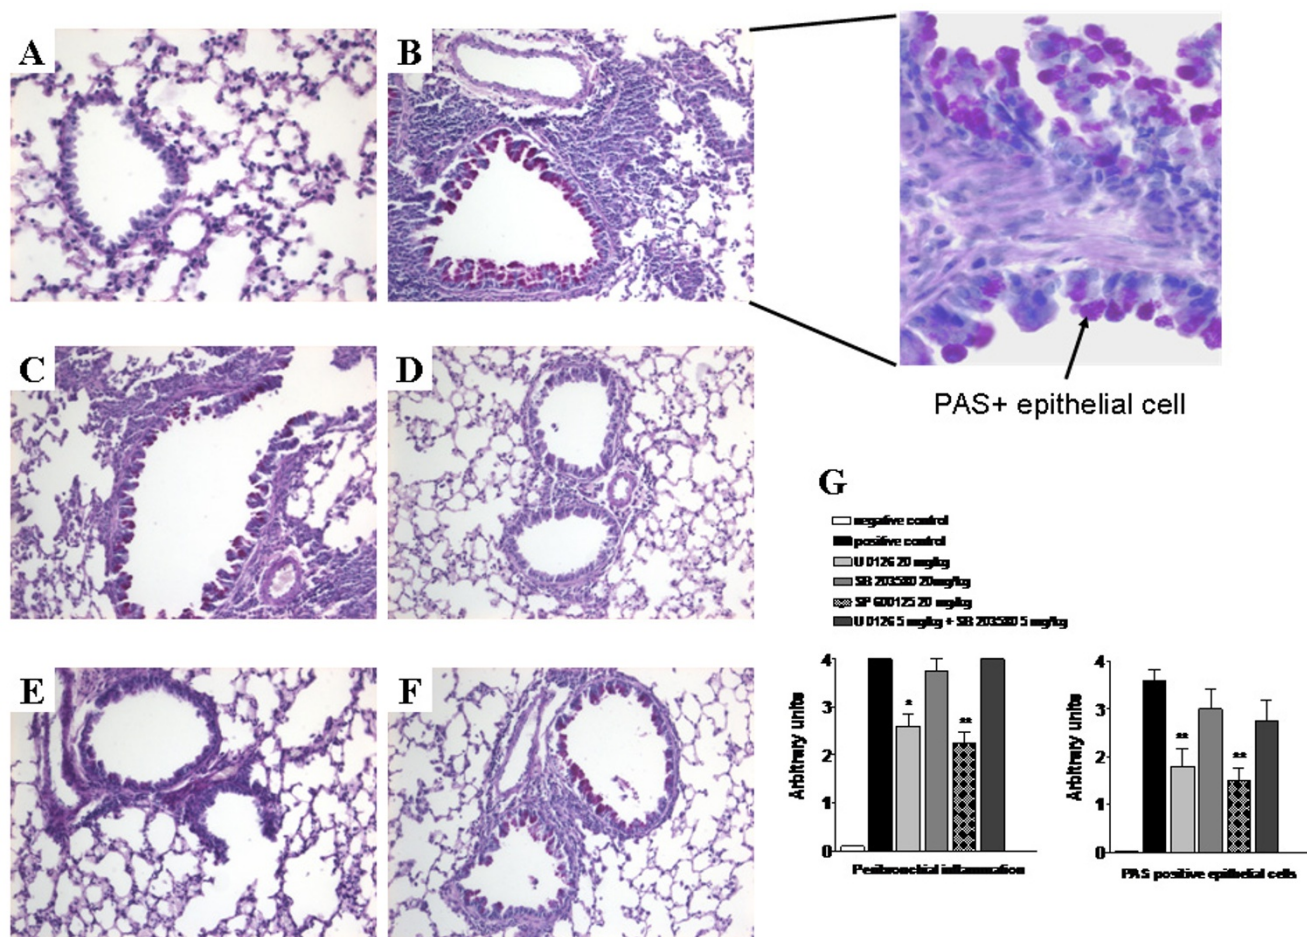 A
B
PAS+ epithelial cell
C
D
E
F
G
negative control
positive control
U 0126 20 mg/kg
SB 203580 20mg/kg
SP 600125 20 mg/kg
U 0126 5 mg/kg + SB 203580 5 mg/kg
Arbitrary units
4
3
2
1
0
*
**
Peribronchial inflammation
Arbitrary units
4
3
2
1
0
**
**
PAS positive epithelial cells